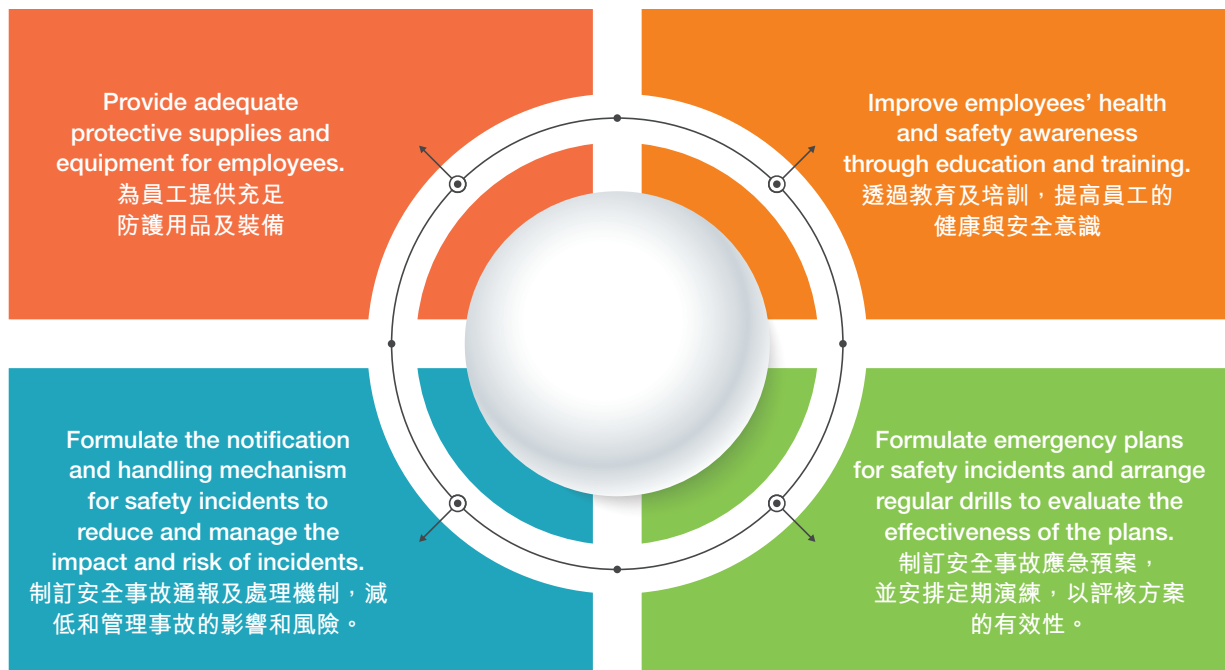 Provide adequate
protective supplies and
equipment for employees.
為員工提供充足
防護用品及裝備
Improve employees’ health
and safety awareness
through education and training.
透過教育及培訓，提高員工的
健康與安全意識
Formulate the notification
and handling mechanism
for safety incidents to
reduce and manage the
impact and risk of incidents.
制訂安全事故通報及處理機制，減
低和管理事故的影響和風險。
Formulate emergency plans
for safety incidents and arrange
regular drills to evaluate the
effectiveness of the plans.
制訂安全事故應急預案，
並安排定期演練，以評核方案
的有效性。